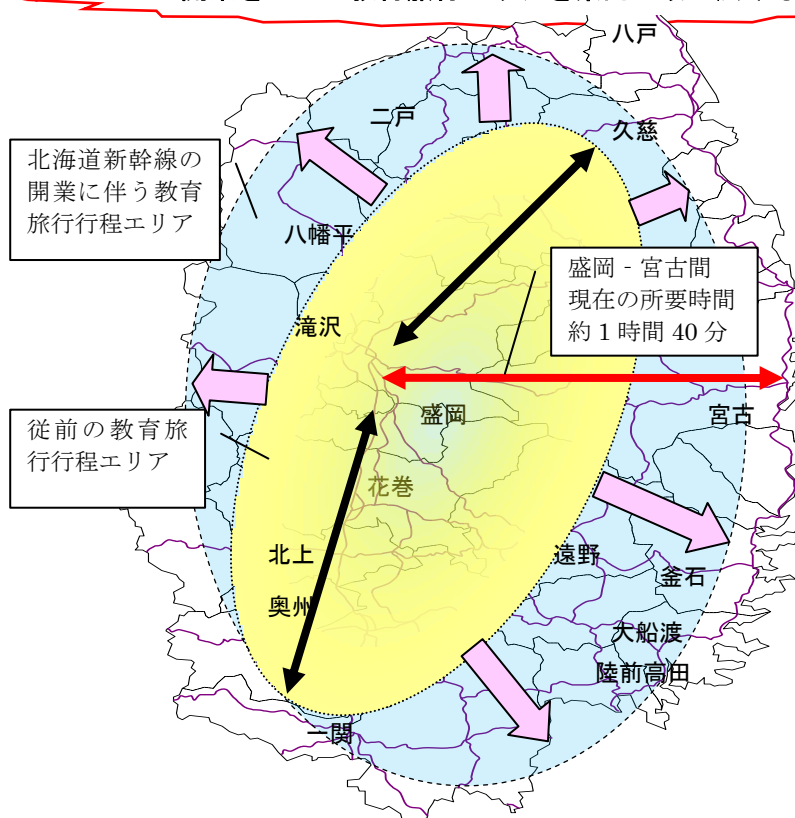 八戸
二戸
久慈
北海道新幹線の
開業に伴う教育
旅行行程エリア
八幡平
盛岡‐宮古間
現在の所要時間
約1時間40分
滝沢
盛岡
宮古
従前の教育旅
行行程エリア
花巻
北上
遠野
釜石
奥州
大船渡
陸前高田
一関